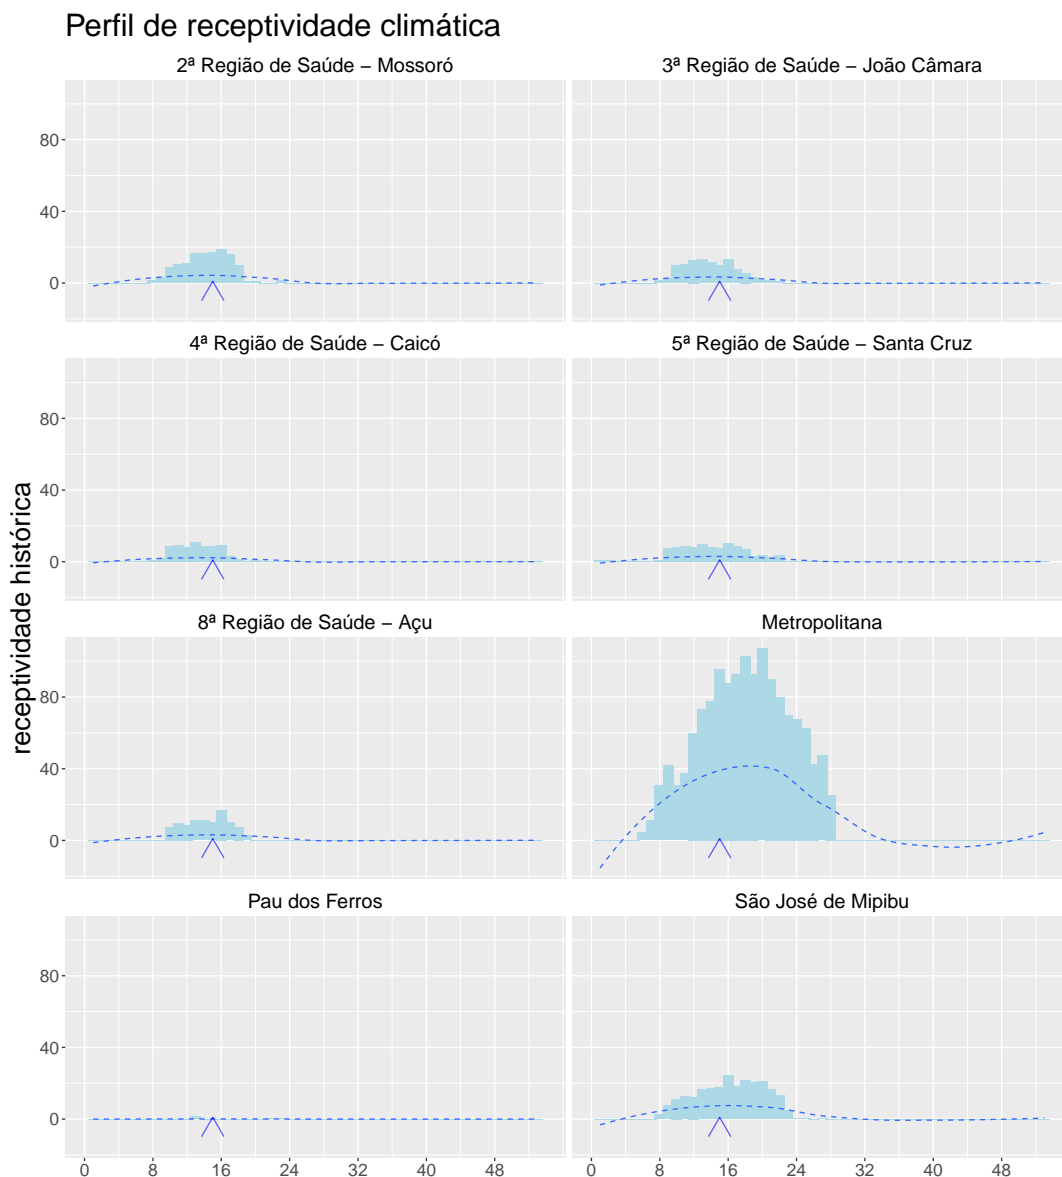 Perfil de receptividade climática
2ª Região de Saúde – Mossoró
3ª Região de Saúde – João Câmara
80
40
0
4ª Região de Saúde – Caicó
5ª Região de Saúde – Santa Cruz
80
40
0
receptividade histórica
8ª Região de Saúde – Açu
Metropolitana
80
40
0
Pau dos Ferros
São José de Mipibu
80
40
0
0 8 16 24 32 40 48
0 8 16 24 32 40 48